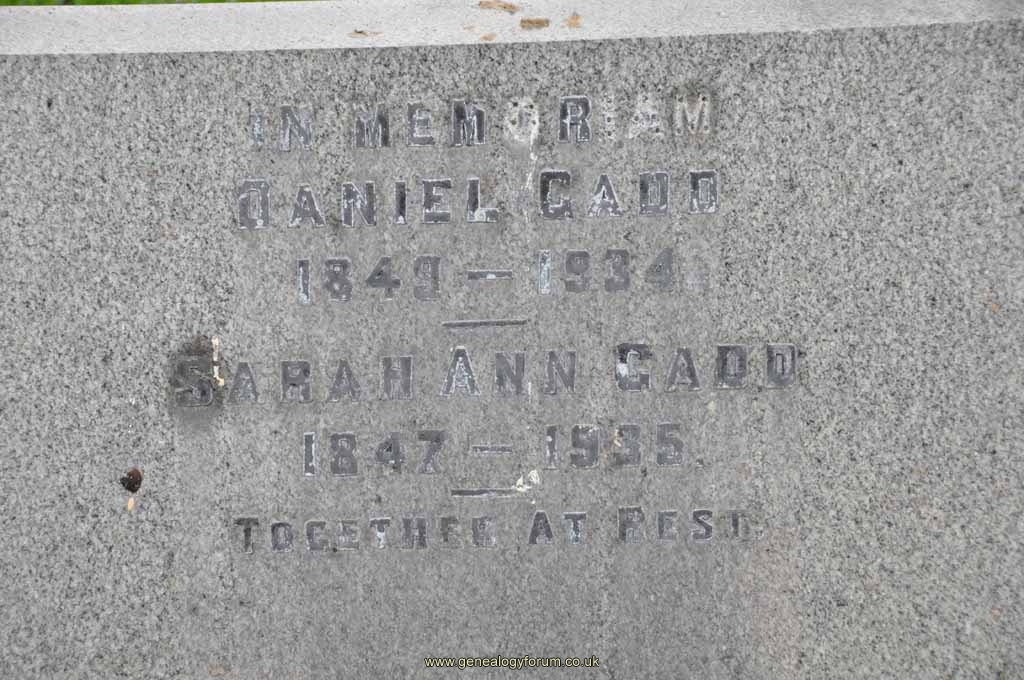 IN MEMORIAM
DANIEL GADD
1849 – 1934.
SARAH ANN GADD
1847 – 1935.
TOGETHER AT REST.
www.genealogyforum.co.uk